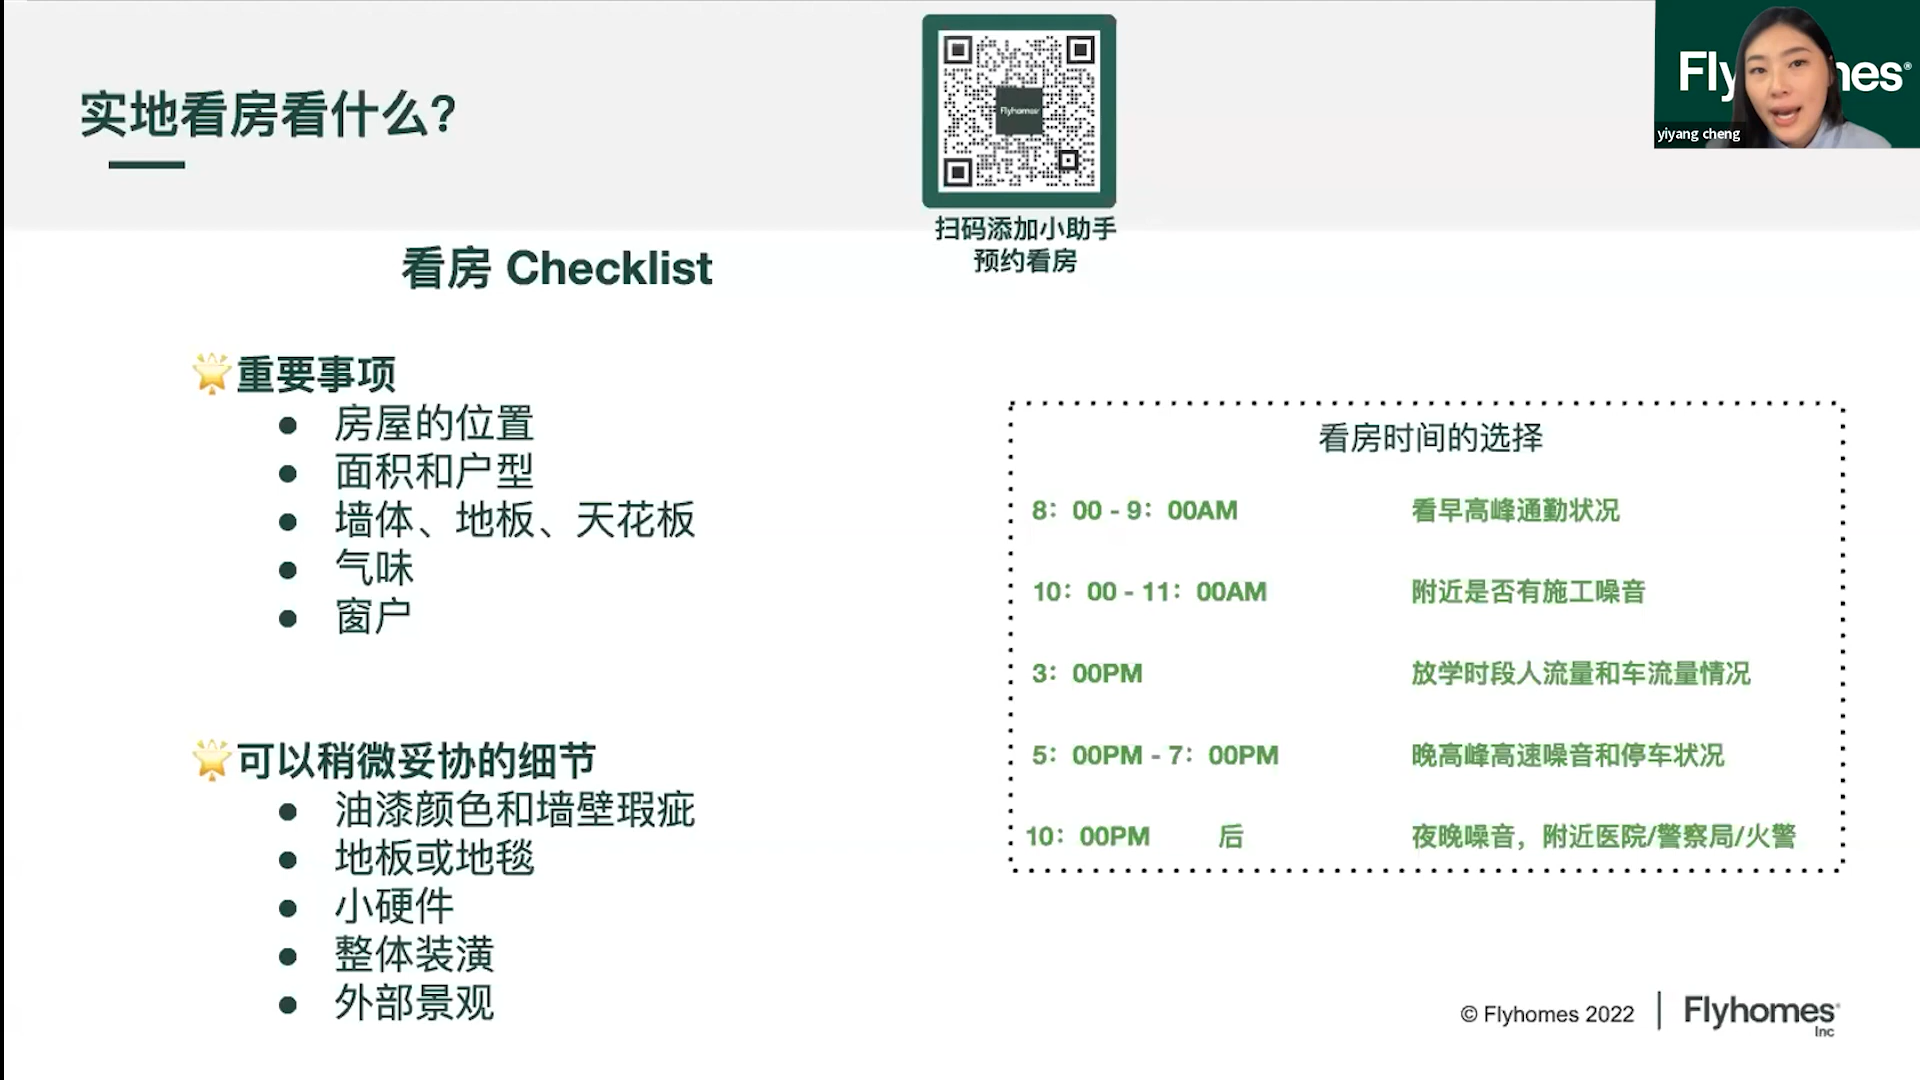 实地看房看什么？
Flyhomes
扫码添加小助手
预约看房
yiyang cheng
看房 Checklist
重要事项
● 房屋的位置
● 面积和户型
● 墙体、地板、天花板
● 气味
● 窗户
可以稍微妥协的细节
● 油漆颜色和墙壁瑕疵
● 地板或地毯
● 小硬件
● 整体装潢
● 外部景观
看房时间的选择
8：00 - 9：00AM 看早高峰通勤状况
10：00 - 11：00AM 附近是否有施工噪音
3：00PM 放学时段人流量和车流量情况
5：00PM - 7：00PM 晚高峰高速噪音和停车状况
10：00PM 后 夜晚噪音，附近医院/警察局/火警
© Flyhomes 2022 | Flyhomes®
Inc